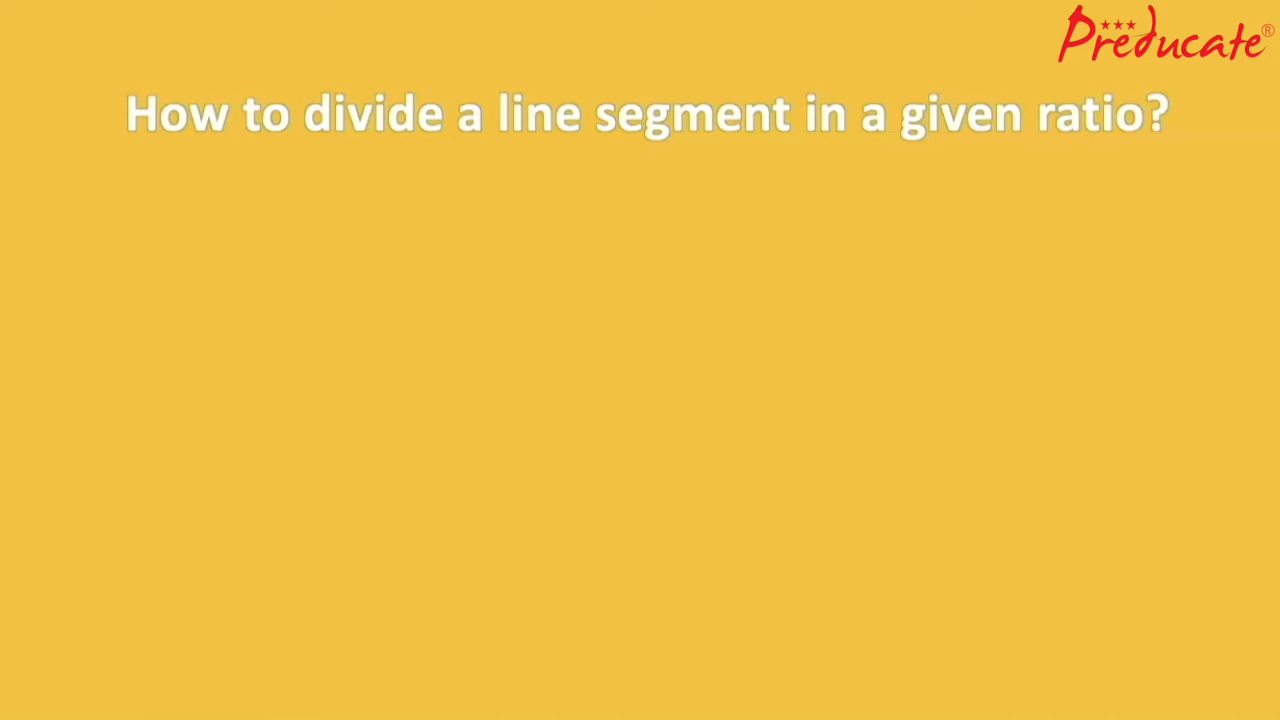 Preducate®
How to divide a line segment in a given ratio?